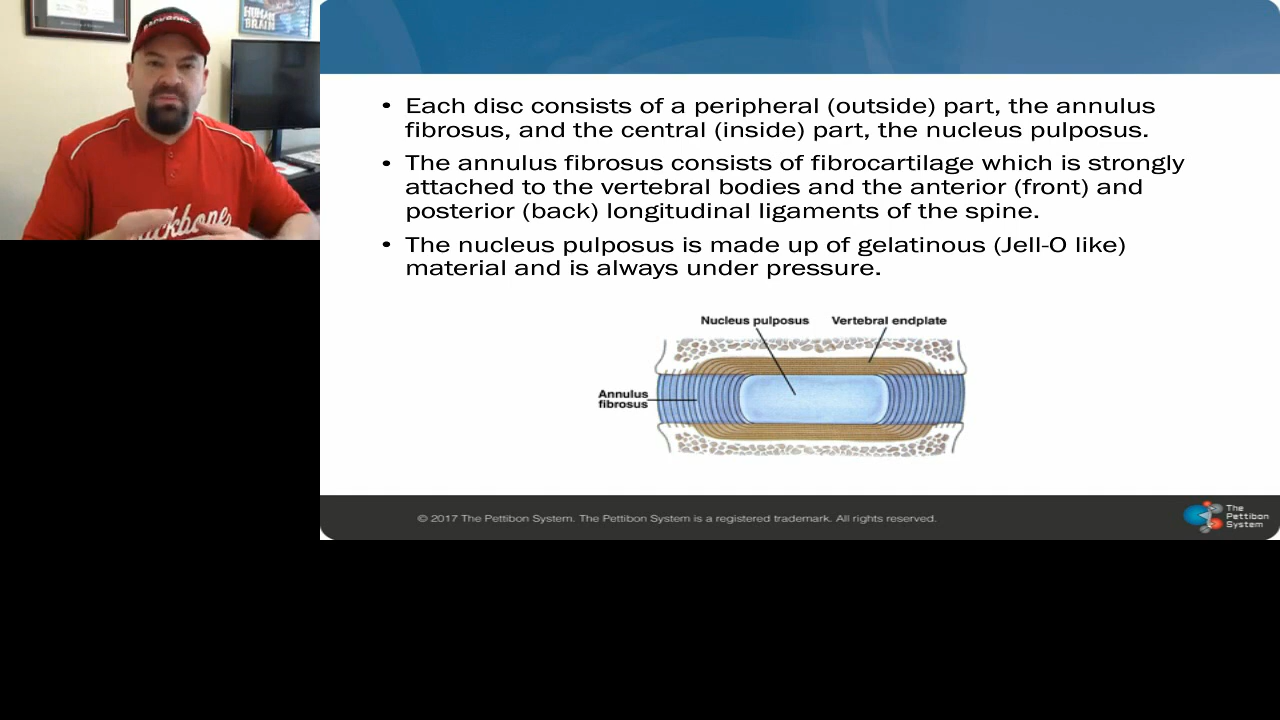 HUMAN
BRAIN
BACKBONE
• Each disc consists of a peripheral (outside) part, the annulus
fibrosus, and the central (inside) part, the nucleus pulposus.
• The annulus fibrosus consists of fibrocartilage which is strongly
attached to the vertebral bodies and the anterior (front) and
posterior (back) longitudinal ligaments of the spine.
• The nucleus pulposus is made up of gelatinous (Jell-O like)
material and is always under pressure.
Nucleus pulposus
Vertebral endplate
Annulus
fibrosus
© 2017 The Pettibon System. The Pettibon System is a registered trademark. All rights reserved.
The
Pettibon
System